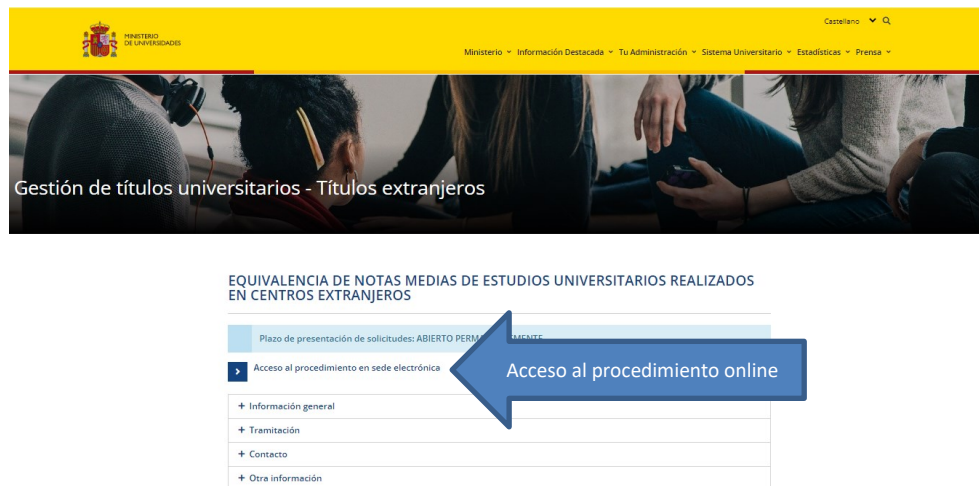 Castellano
MINISTERIO
DE UNIVERSIDADES
Ministerio Información Destacada Tu Administración Sistema Universitario Estadísticas Prensa
Gestión de títulos universitarios - Títulos extranjeros
EQUIVALENCIA DE NOTAS MEDIAS DE ESTUDIOS UNIVERSITARIOS REALIZADOS
EN CENTROS EXTRANJEROS
Plazo de presentación de solicitudes: ABIERTO
Acceso al procedimiento en sede electrónica
Acceso al procedimiento online
+ Información general
+ Tramitación
+ Contacto
+ Otra información